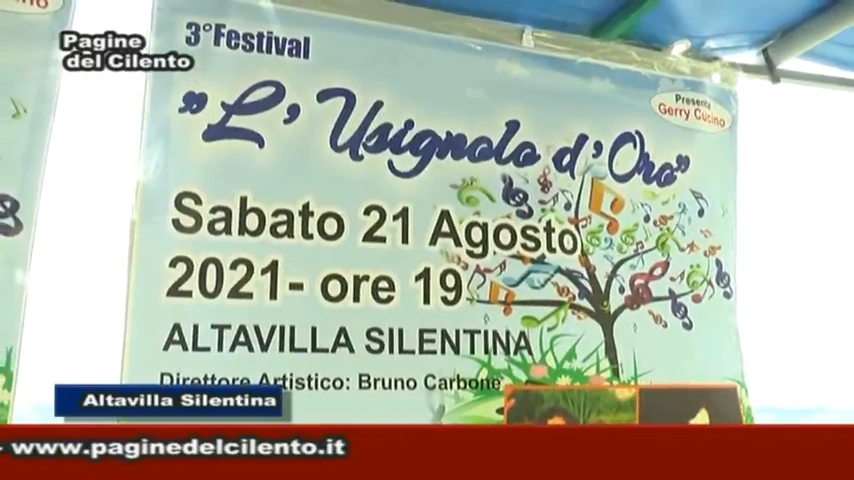 Pagine
del Cilento
3°Festival
"L' Usignolo d'Oro"
Presenta
Gerry Cucino
Sabato 21 Agosto
2021- ore 19
ALTAVILLA SILENTINA
Direttore Artistico: Bruno Carbone
Altavilla Silentina
- www.paginedelcilento.it